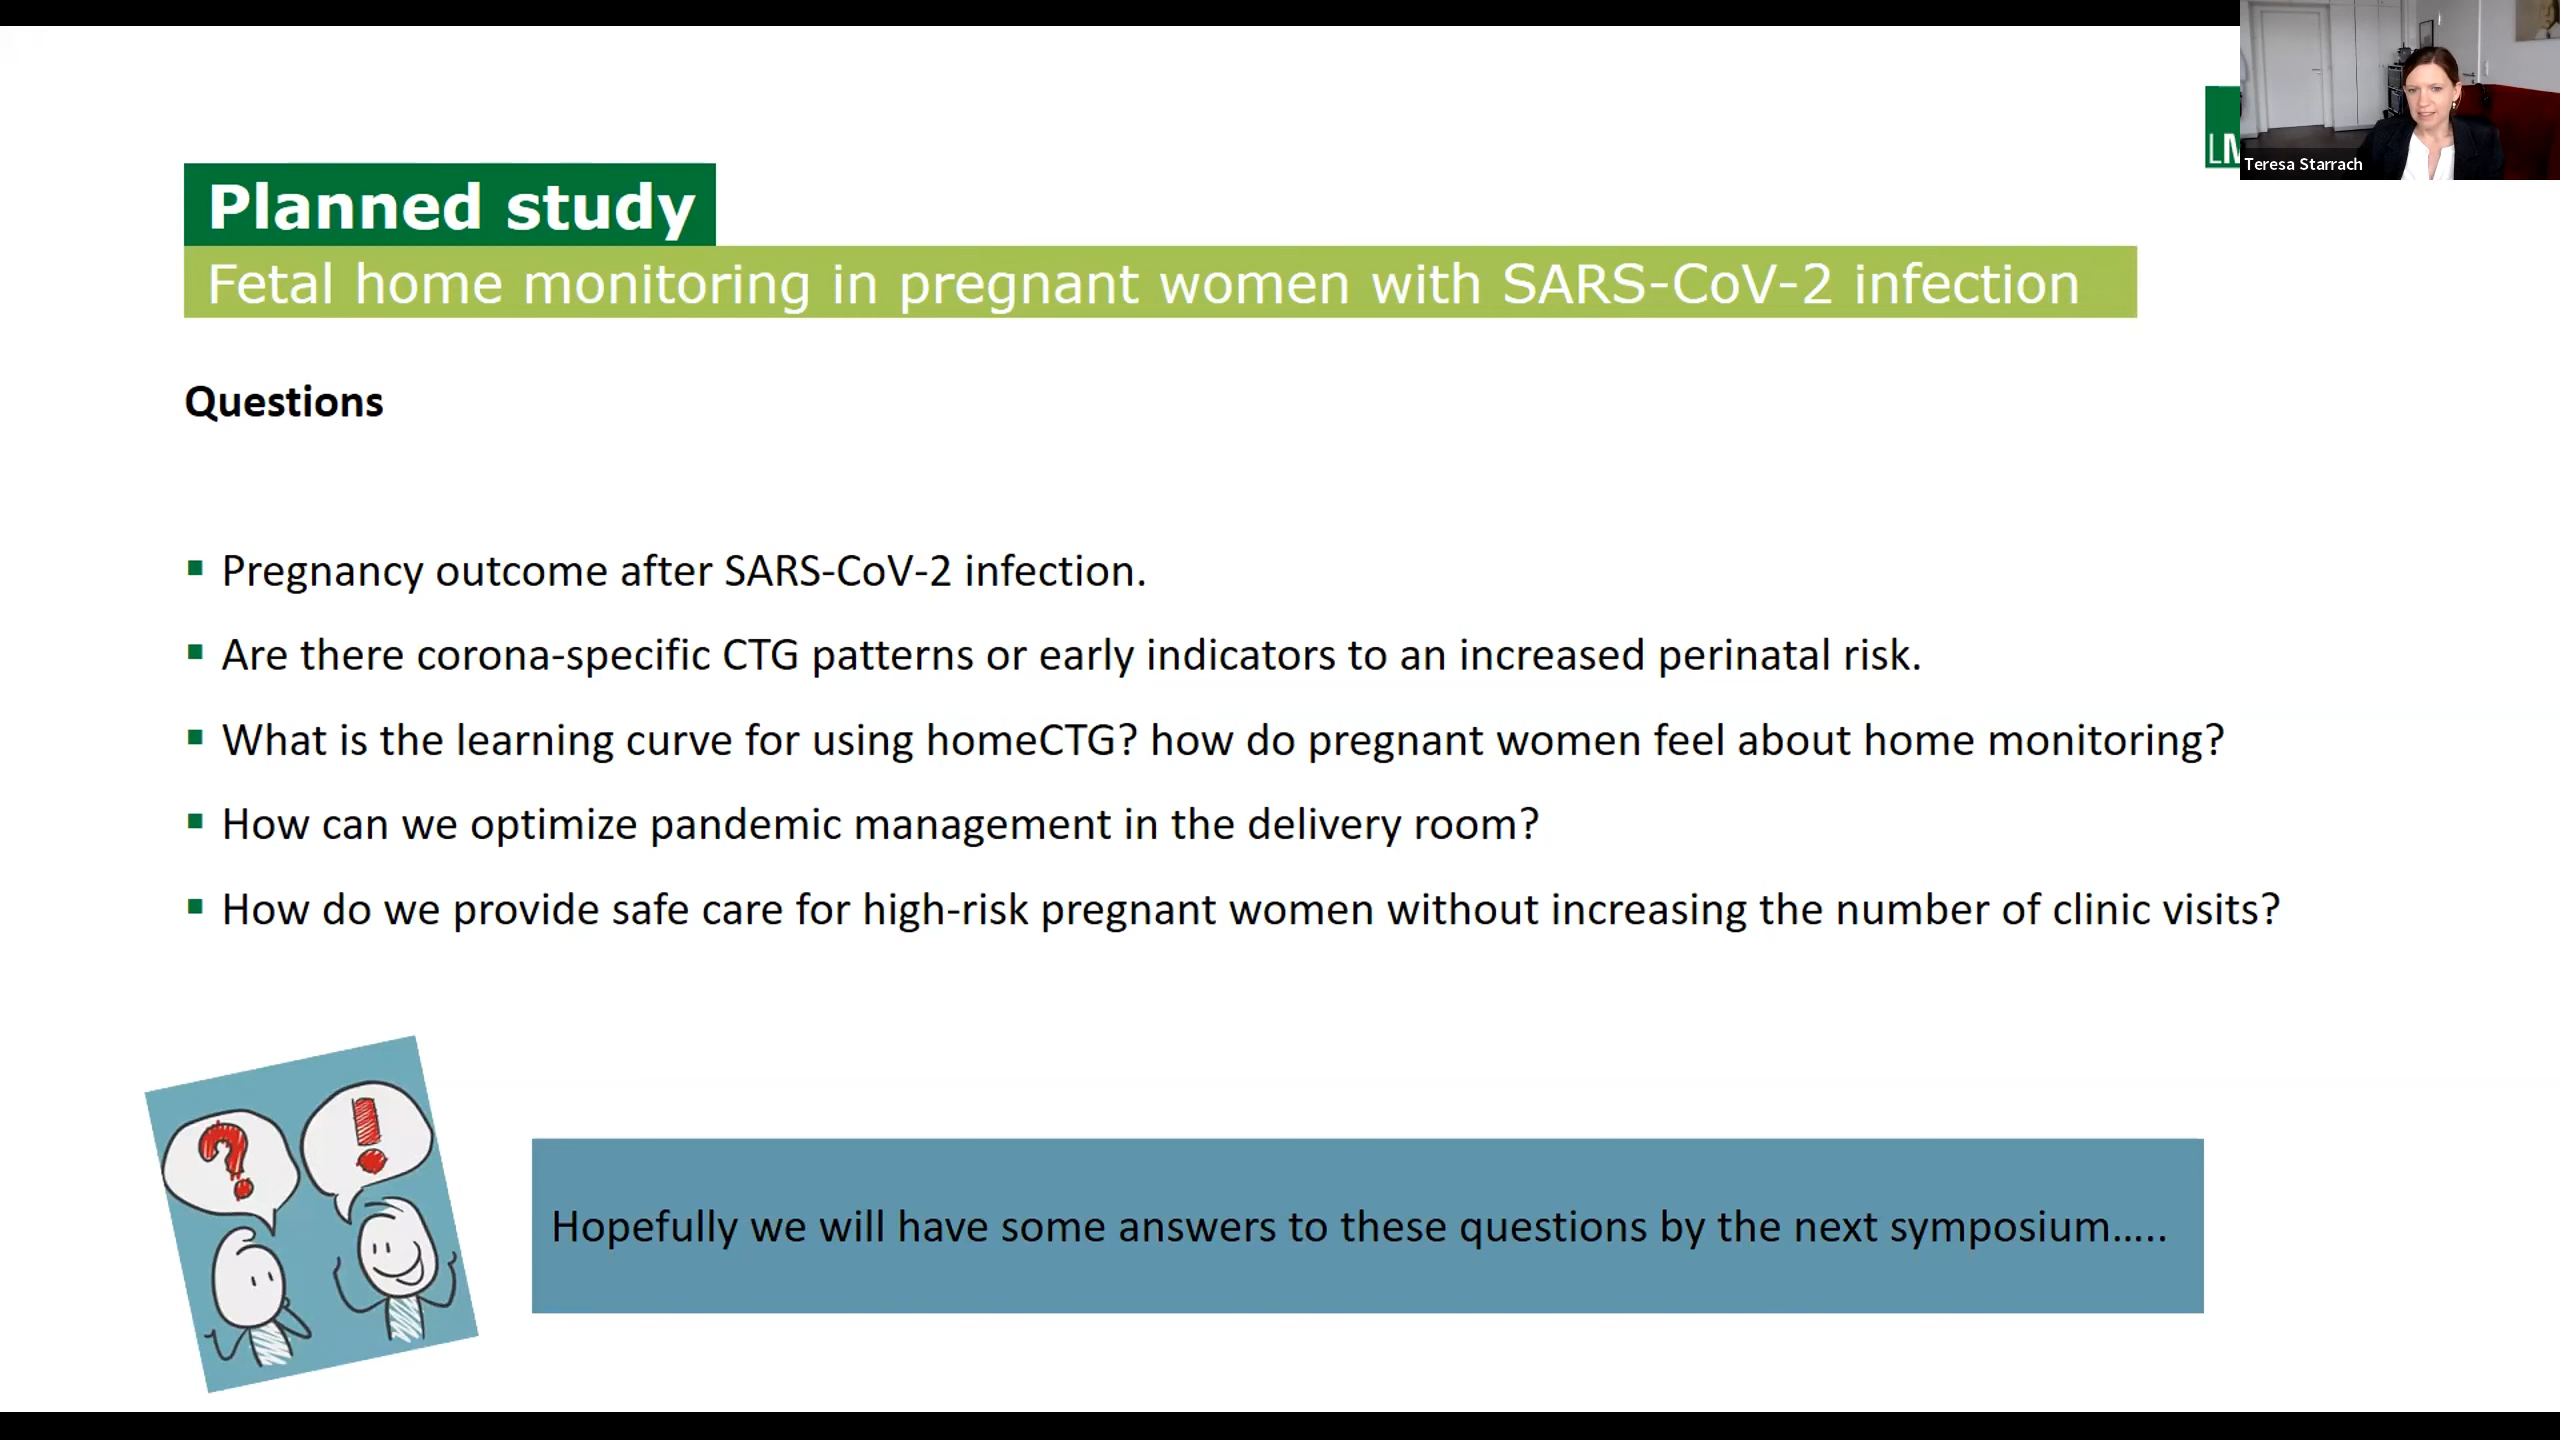 Planned study
Fetal home monitoring in pregnant women with SARS-CoV-2 infection
Teresa Starrach
Questions
▪ Pregnancy outcome after SARS-CoV-2 infection.
▪ Are there corona-specific CTG patterns or early indicators to an increased perinatal risk.
▪ What is the learning curve for using homeCTG? how do pregnant women feel about home monitoring?
▪ How can we optimize pandemic management in the delivery room?
▪ How do we provide safe care for high-risk pregnant women without increasing the number of clinic visits?
? !
Hopefully we will have some answers to these questions by the next symposium…..